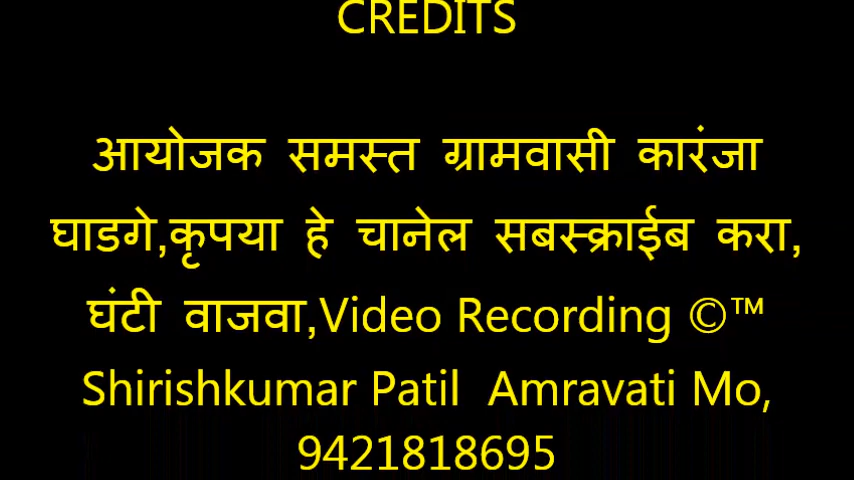 CREDITS
आयोजक समस्त ग्रामवासी कारंजा
घाडगे,कृपया हे चानेल सबस्क्राईब करा,
घंटी वाजवा,Video Recording ©™
Shirishkumar Patil Amravati Mo,
9421818695